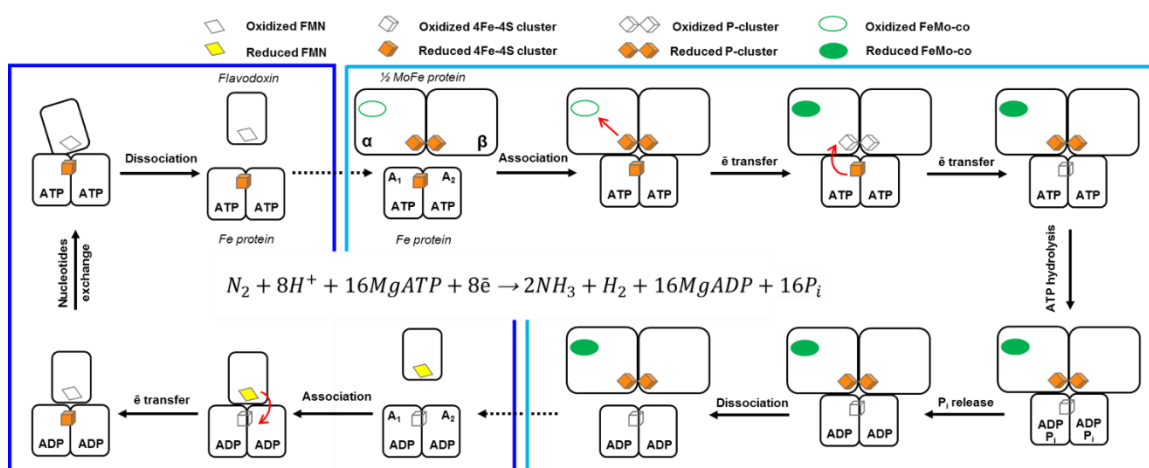 Oxidized FMN
Oxidized 4Fe-4S cluster
Oxidized P-cluster
Oxidized FeMo-co
Reduced FMN
Reduced 4Fe-4S cluster
Reduced P-cluster
Reduced FeMo-co
Flavodoxin
½ MoFe protein
α
β
Dissociation
Association
ē transfer
ē transfer
A₁
A₂
ATP ATP
ATP ATP
ATP ATP
ATP ATP
ATP ATP
ATP ATP
Fe protein
Fe protein
Nucleotides
exchange
N₂ + 8H⁺ + 16MgATP + 8ē → 2NH₃ + H₂ + 16MgADP + 16Pᵢ
ATP hydrolysis
ē transfer
Association
A₁
A₂
Dissociation
Pᵢ release
ADP ADP
ADP ADP
ADP ADP
ADP ADP
ADP ADP
ADP ADP
Pᵢ Pᵢ